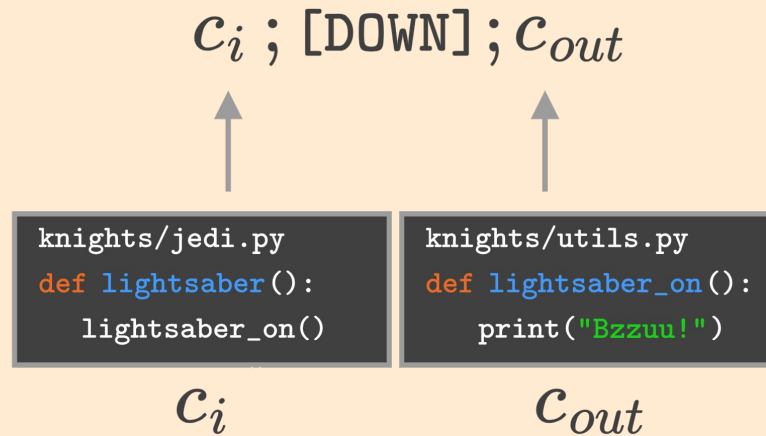 c_i ; [DOWN] ; c_out
knights/jedi.py
def lightsaber():
lightsaber_on()
knights/utils.py
def lightsaber_on():
print("Bzzuu!")
c_i
c_out